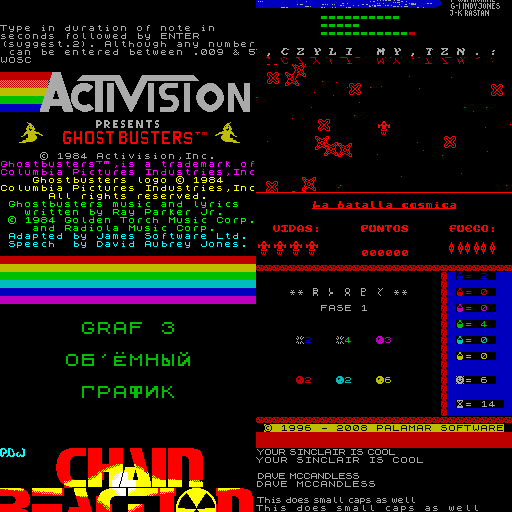 Type in duration of note in
seconds followed by ENTER
(suggest.2). Although any number
can be entered between .009 & 5
WOSC
ACTIVISION
PRESENTS
GHOSTBUSTERS™
© 1984 Activision,Inc.
Ghostbusters™,is a trademark of
Columbia Pictures Industries,Inc
Ghostbusters logo © 1984
Columbia Pictures Industries,Inc
All rights reserved.
Ghostbusters music and lyrics
written by Ray Parker Jr.
© 1984 Golden Torch Music Corp.
and Radiola Music Corp.
Adapted by James Software Ltd.
Speech by David Aubrey Jones.
GRAF 3
ОБ'ЁМНЫЙ
ГРАФИК
CHAIN
REACTION
G-INDYJONES
J-K RASTAN
, CZYLI MY,TZN.:
La batalla cosmica
VIDAS:
PONTOS
FUEGO:
000000
FASE 1
2
4
3
2
2
6
= 0
= 0
= 4
= 0
= 0
= 6
= 14
© 1996 - 2008 PALAMAR SOFTWARE
YOUR SINCLAIR IS COOL
YOUR SINCLAIR IS COOL
DAVE MCCANDLESS
DAVE MCCANDLESS
This does small caps as well
This does small caps as well